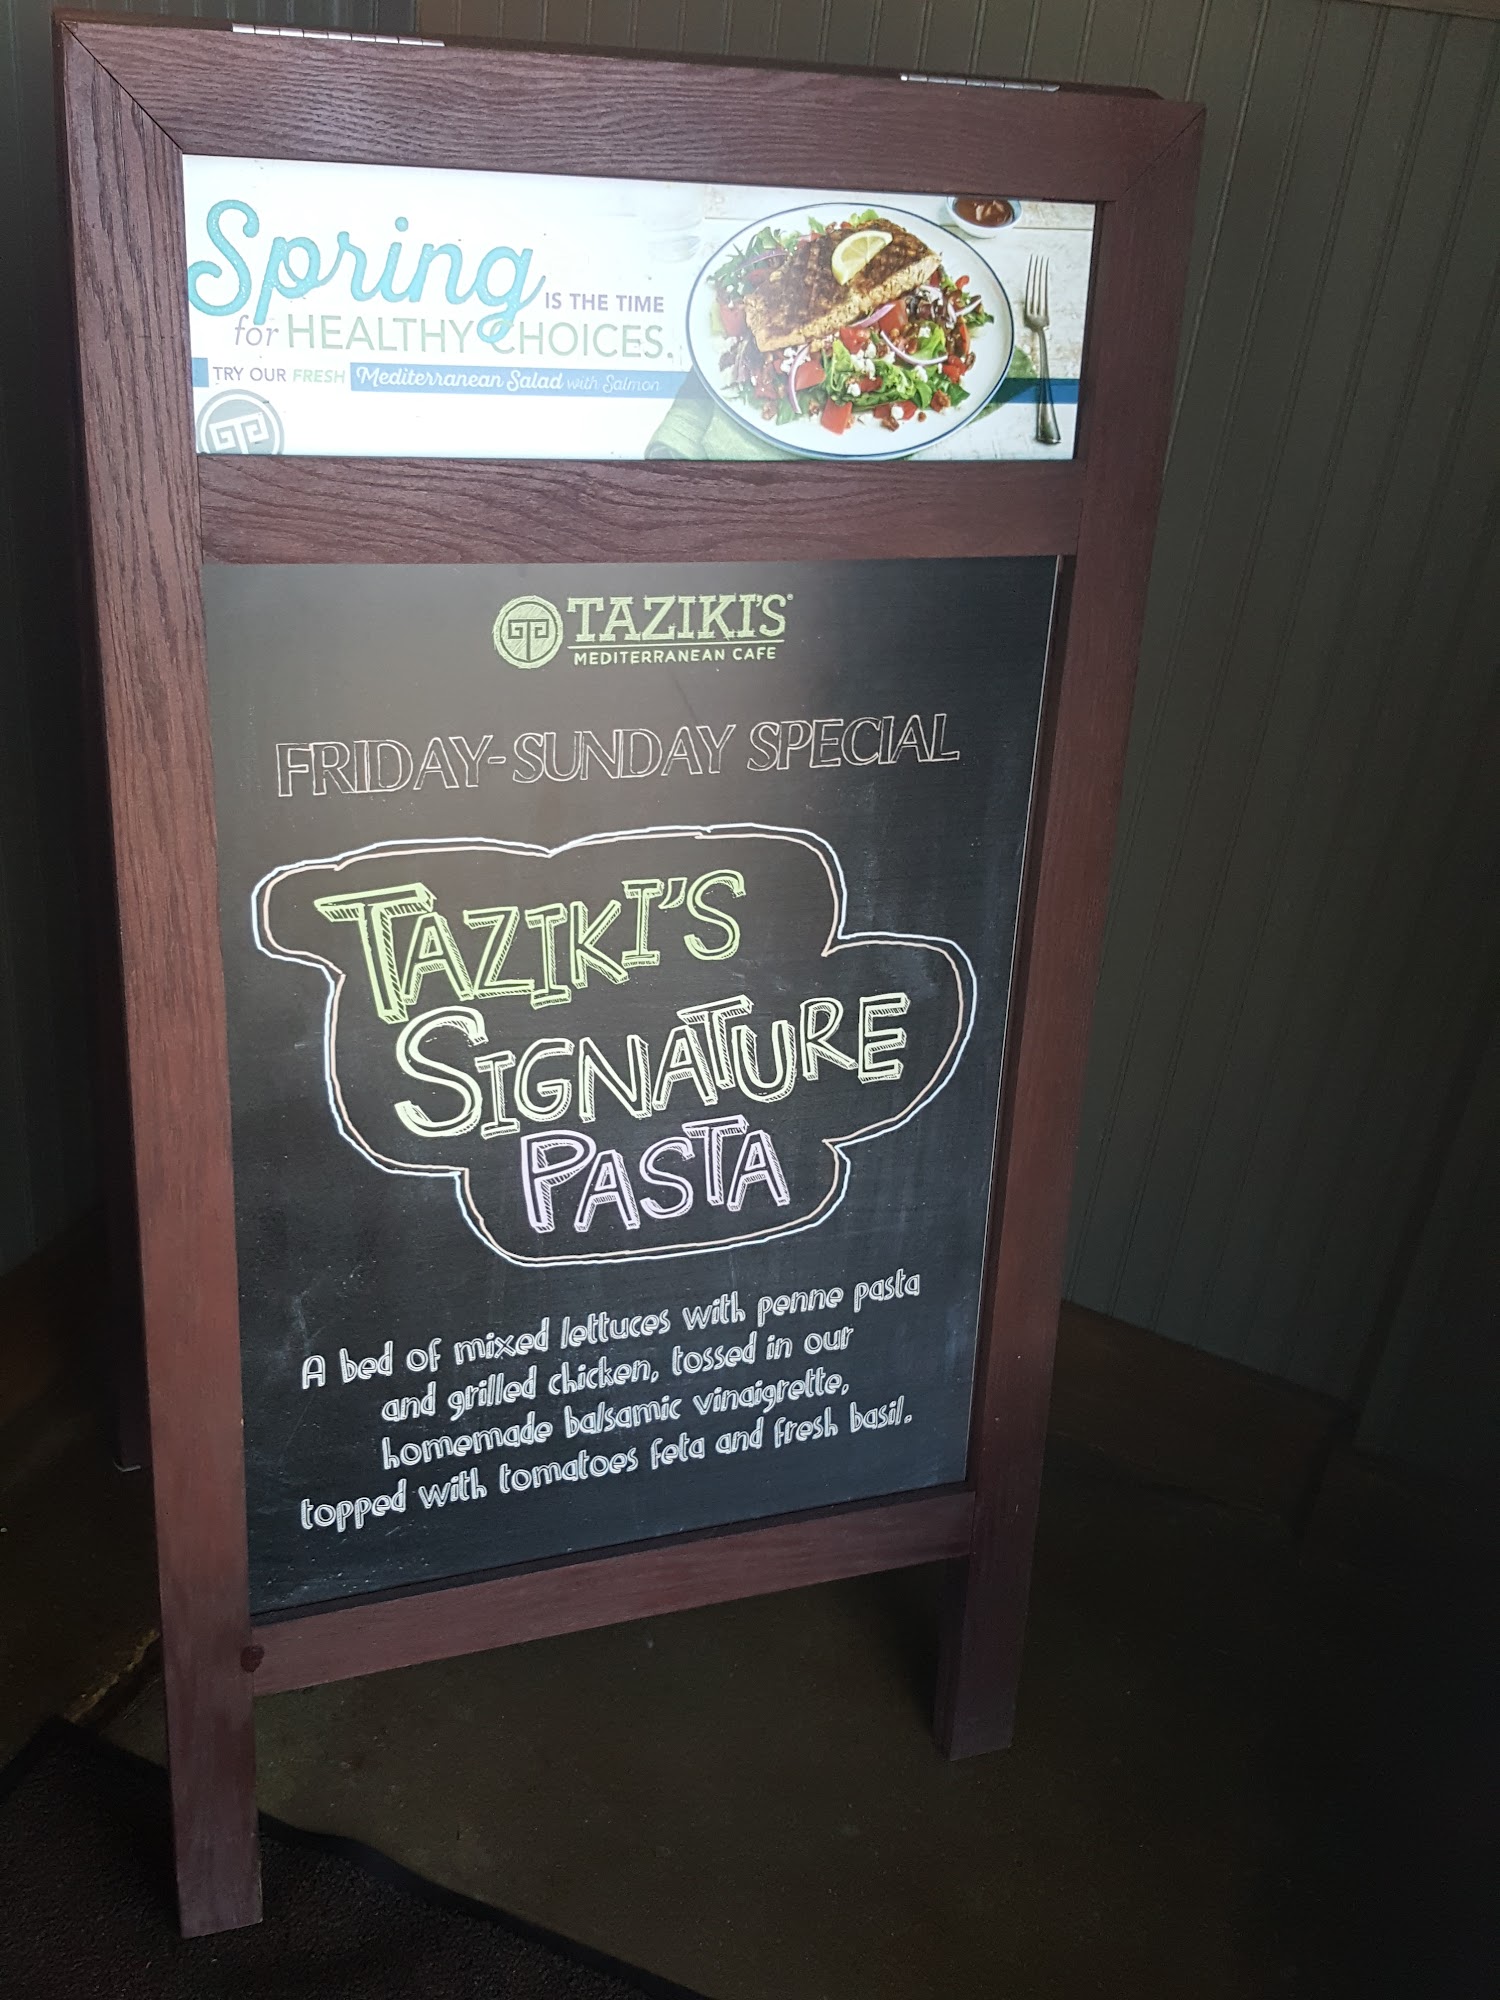 Spring IS THE TIME
for HEALTHY CHOICES.
TRY OUR FRESH Mediterranean Salad with Salmon
TAZIKI'S®
MEDITERRANEAN CAFE
FRIDAY-SUNDAY SPECIAL
TAZIKI'S
SIGNATURE
PASTA
A bed of mixed lettuces with penne pasta
and grilled chicken, tossed in our
homemade balsamic vinaigrette,
topped with tomatoes feta and fresh basil.